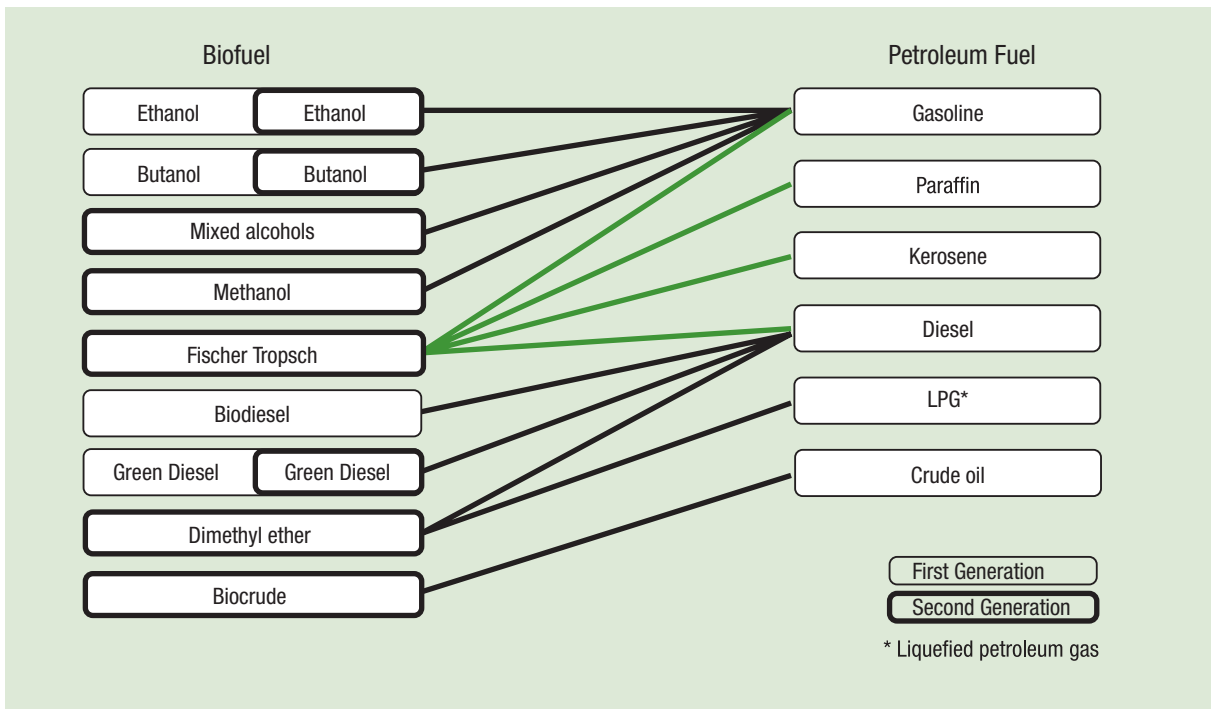 Biofuel
Petroleum Fuel
Ethanol
Ethanol
Gasoline
Butanol
Butanol
Paraffin
Mixed alcohols
Kerosene
Methanol
Diesel
Fischer Tropsch
LPG*
Biodiesel
Crude oil
Green Diesel
Green Diesel
Dimethyl ether
Biocrude
First Generation
Second Generation
* Liquefied petroleum gas